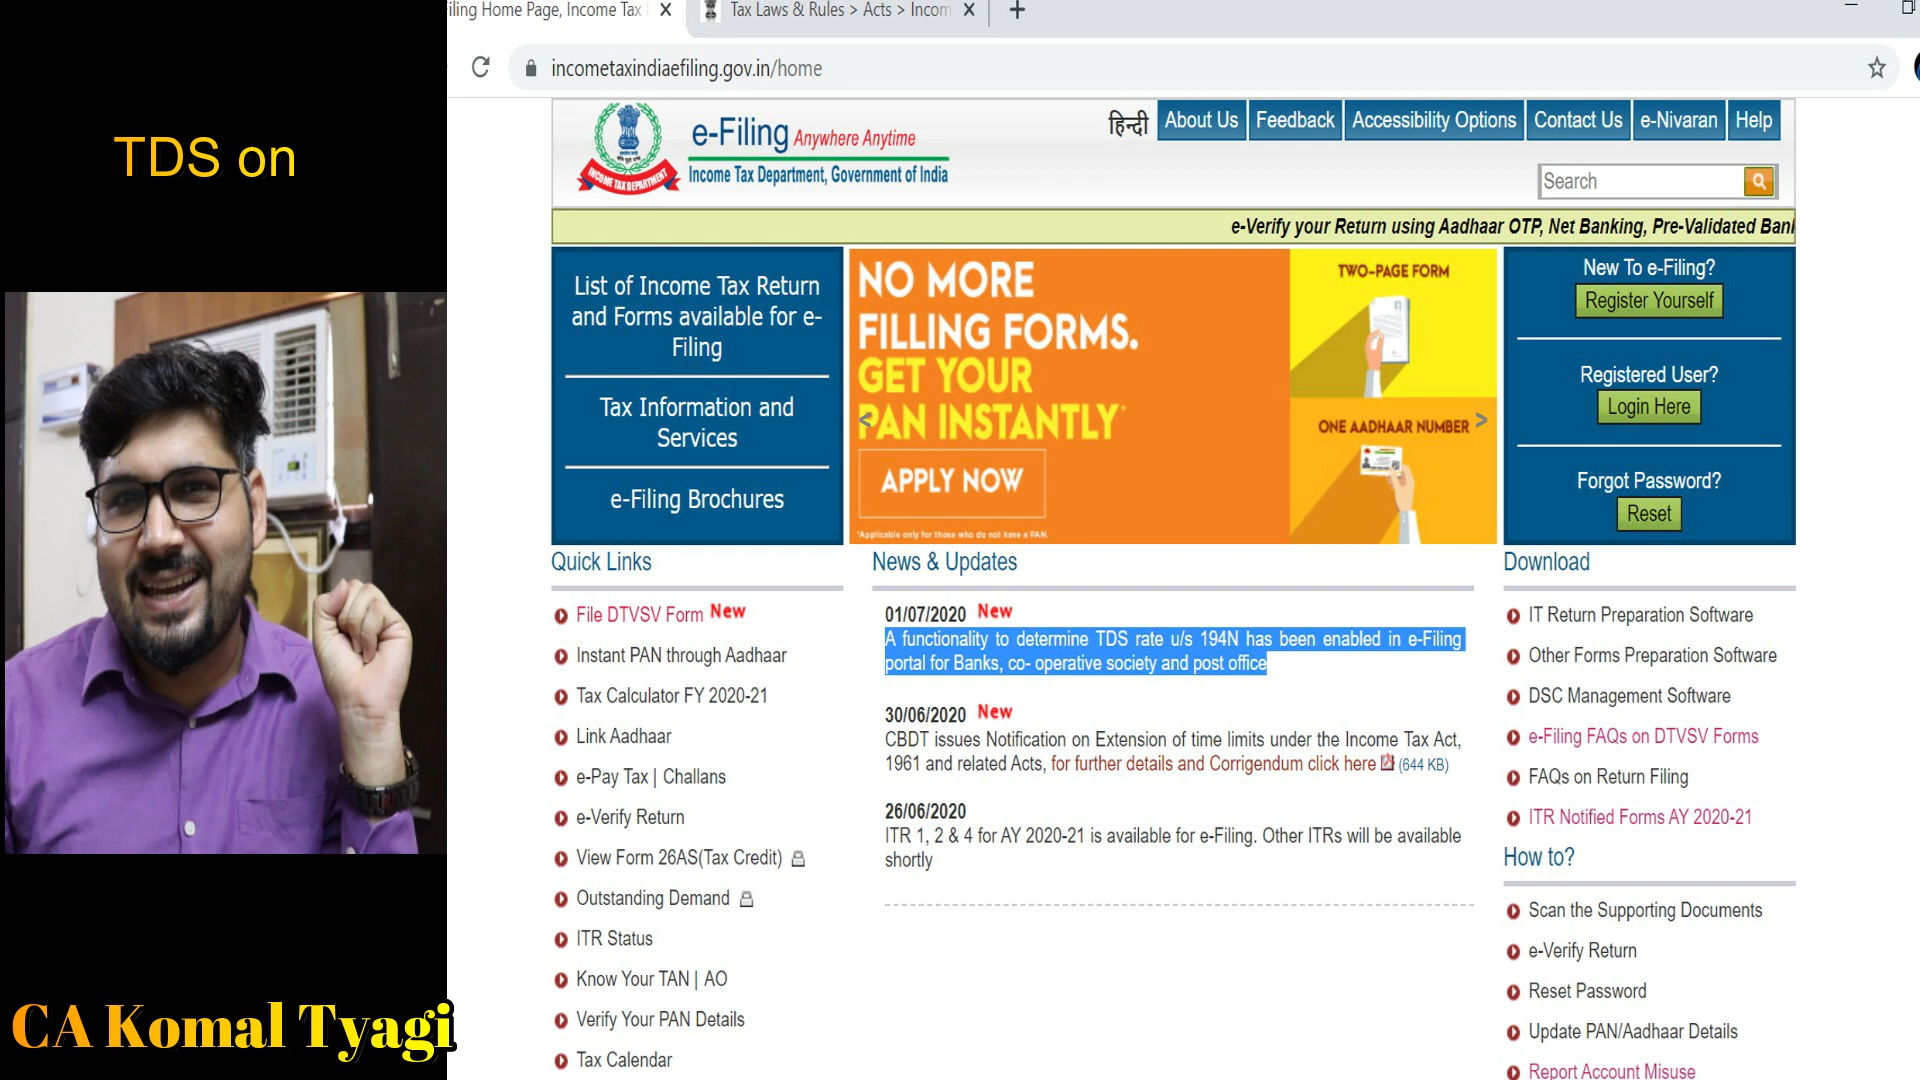 iling Home Page, Income Tax
Tax Laws & Rules > Acts > Incom
incometaxindiaefiling.gov.in/home
TDS on
e-Filing Anywhere Anytime
Income Tax Department, Government of India
INCOME TAX DEPARTMENT
हिन्दी
About Us
Feedback
Accessibility Options
Contact Us
e-Nivaran
Help
Search
e-Verify your Return using Aadhaar OTP, Net Banking, Pre-Validated Ban
List of Income Tax Return
and Forms available for e-
Filing
Tax Information and
Services
e-Filing Brochures
NO MORE
FILLING FORMS.
GET YOUR
PAN INSTANTLY*
APPLY NOW
*Applicable only for those who do not have a PAN.
TWO-PAGE FORM
ONE AADHAAR NUMBER
New To e-Filing?
Register Yourself
Registered User?
Login Here
Forgot Password?
Reset
Quick Links
File DTVSV Form New
Instant PAN through Aadhaar
Tax Calculator FY 2020-21
Link Aadhaar
e-Pay Tax | Challans
e-Verify Return
View Form 26AS(Tax Credit)
Outstanding Demand
ITR Status
Know Your TAN | AO
Verify Your PAN Details
Tax Calendar
News & Updates
01/07/2020 New
A functionality to determine TDS rate u/s 194N has been enabled in e-Filing
portal for Banks, co- operative society and post office
30/06/2020 New
CBDT issues Notification on Extension of time limits under the Income Tax Act,
1961 and related Acts, for further details and Corrigendum click here (644 KB)
26/06/2020
ITR 1, 2 & 4 for AY 2020-21 is available for e-Filing. Other ITRs will be available
shortly
Download
IT Return Preparation Software
Other Forms Preparation Software
DSC Management Software
e-Filing FAQs on DTVSV Forms
FAQs on Return Filing
ITR Notified Forms AY 2020-21
How to?
Scan the Supporting Documents
e-Verify Return
Reset Password
Update PAN/Aadhaar Details
Report Account Misuse
CA Komal Tyagi